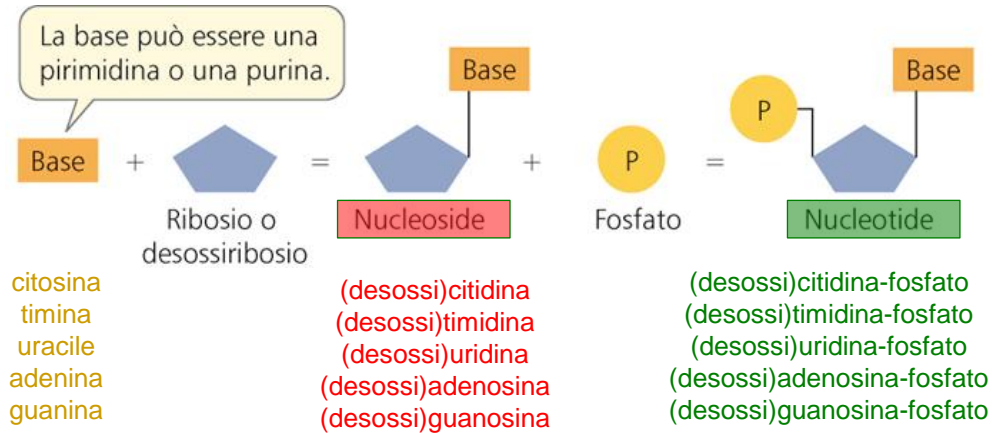 La base può essere una
pirimidina o una purina.
Base + Ribosio o desossiribosio = Base Nucleoside + P Fosfato = P Base Nucleotide
citosina
timina
uracile
adenina
guanina
(desossi)citidina
(desossi)timidina
(desossi)uridina
(desossi)adenosina
(desossi)guanosina
(desossi)citidina-fosfato
(desossi)timidina-fosfato
(desossi)uridina-fosfato
(desossi)adenosina-fosfato
(desossi)guanosina-fosfato